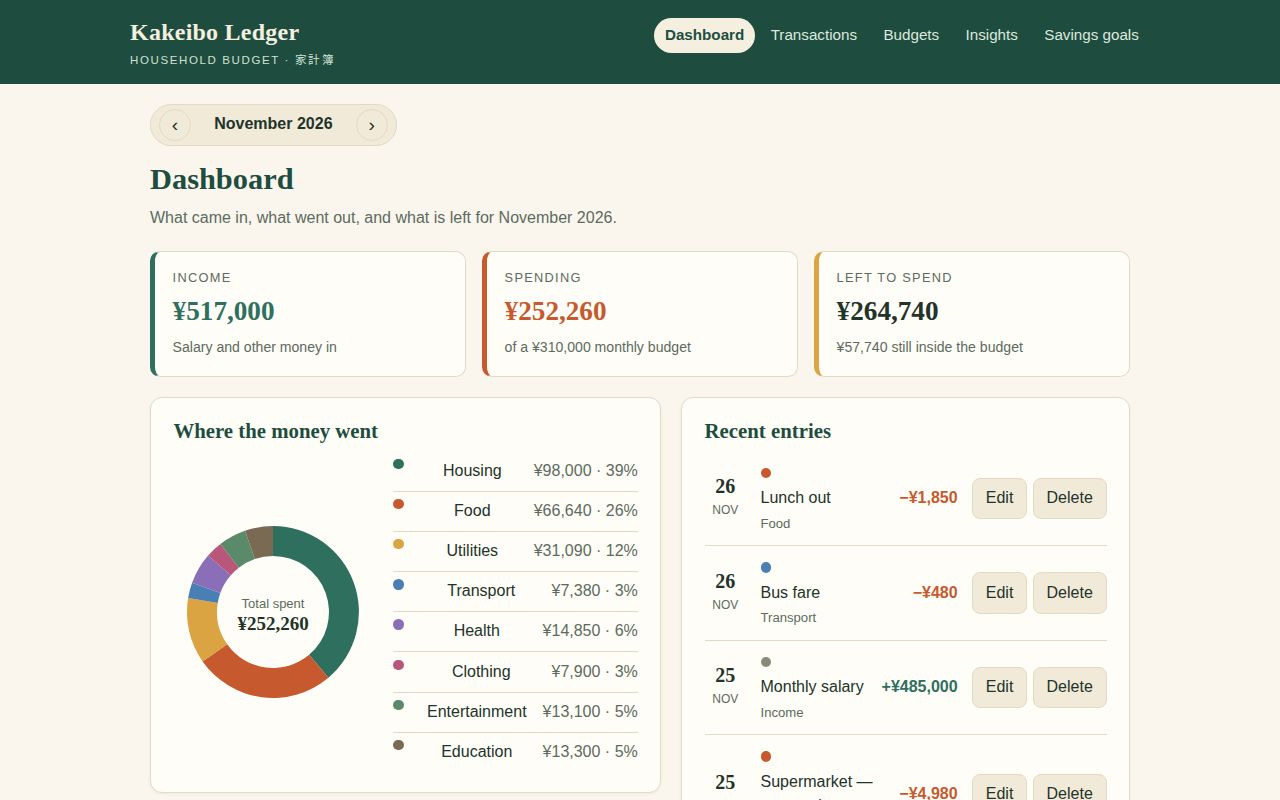 Kakeibo Ledger
HOUSEHOLD BUDGET · 家計簿
Dashboard Transactions Budgets Insights Savings goals
‹ November 2026 ›
Dashboard
What came in, what went out, and what is left for November 2026.
INCOME
¥517,000
Salary and other money in
SPENDING
¥252,260
of a ¥310,000 monthly budget
LEFT TO SPEND
¥264,740
¥57,740 still inside the budget
Where the money went
Total spent
¥252,260
Housing ¥98,000 · 39%
Food ¥66,640 · 26%
Utilities ¥31,090 · 12%
Transport ¥7,380 · 3%
Health ¥14,850 · 6%
Clothing ¥7,900 · 3%
Entertainment ¥13,100 · 5%
Education ¥13,300 · 5%
Recent entries
26 NOV
Lunch out
Food
−¥1,850 Edit Delete
26 NOV
Bus fare
Transport
−¥480 Edit Delete
25 NOV
Monthly salary
Income
+¥485,000 Edit Delete
25
Supermarket —
−¥4,980 Edit Delete